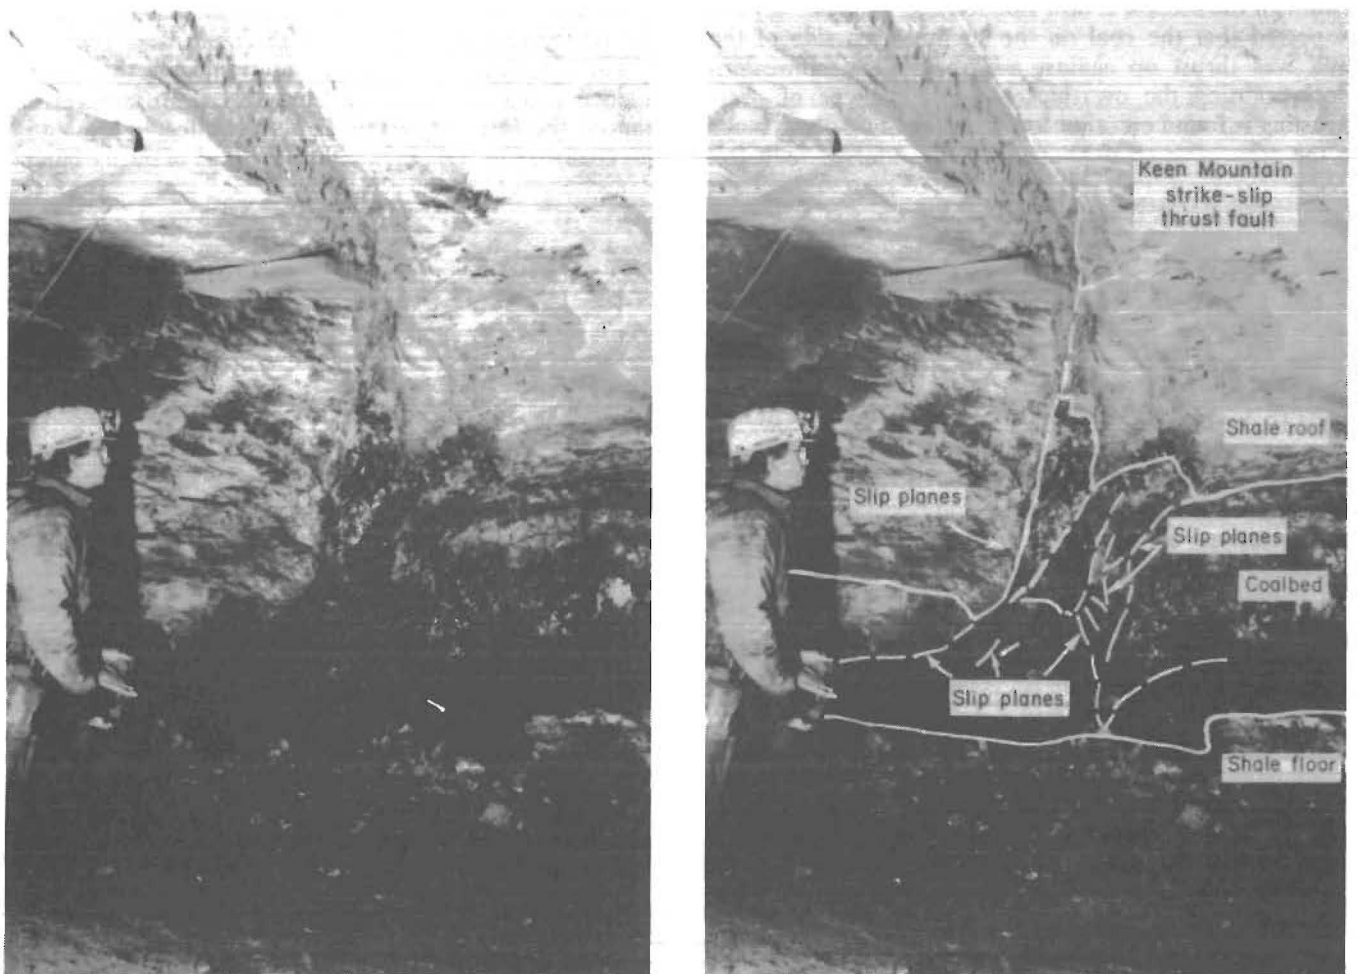 Keen Mountain
strike-slip
thrust fault
Shale roof
Slip planes
Slip planes
Coalbed
Slip planes
Shale floor